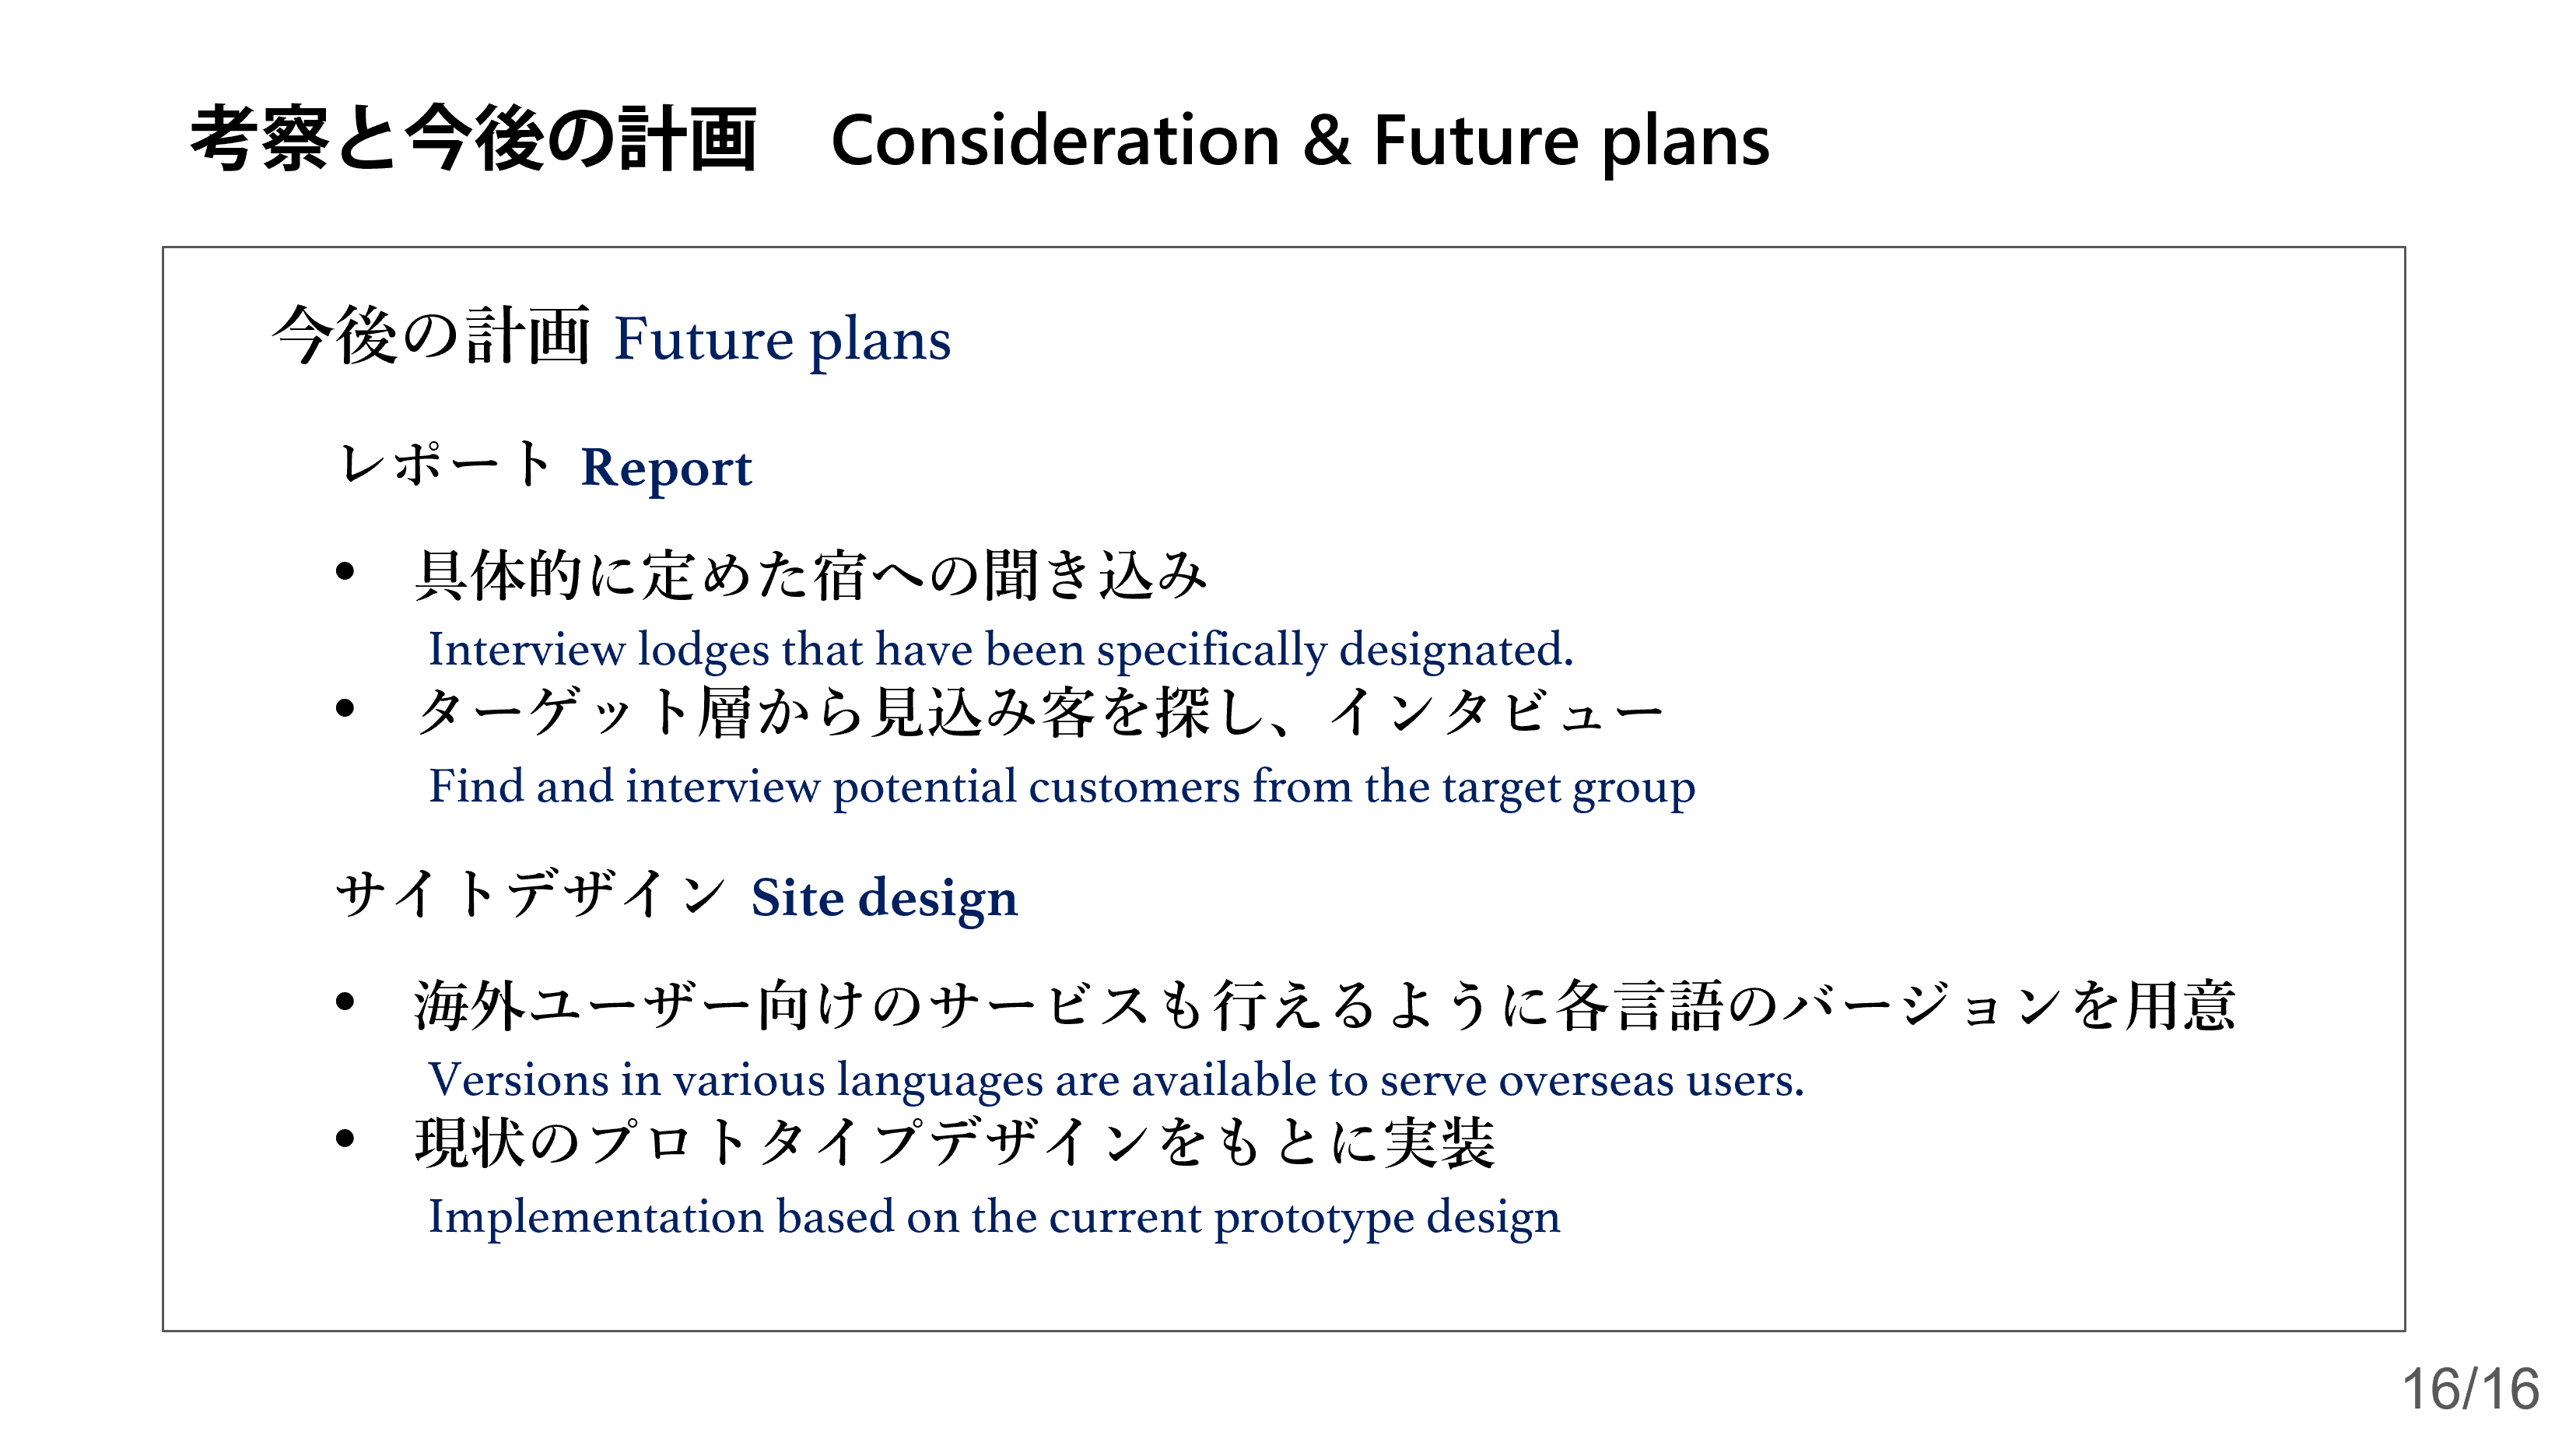 考察と今後の計画　Consideration & Future plans
今後の計画 Future plans
レポート Report
• 具体的に定めた宿への聞き込み
Interview lodges that have been specifically designated.
• ターゲット層から見込み客を探し、インタビュー
Find and interview potential customers from the target group
サイトデザイン Site design
• 海外ユーザー向けのサービスも行えるように各言語のバージョンを用意
Versions in various languages are available to serve overseas users.
• 現状のプロトタイプデザインをもとに実装
Implementation based on the current prototype design
16/16